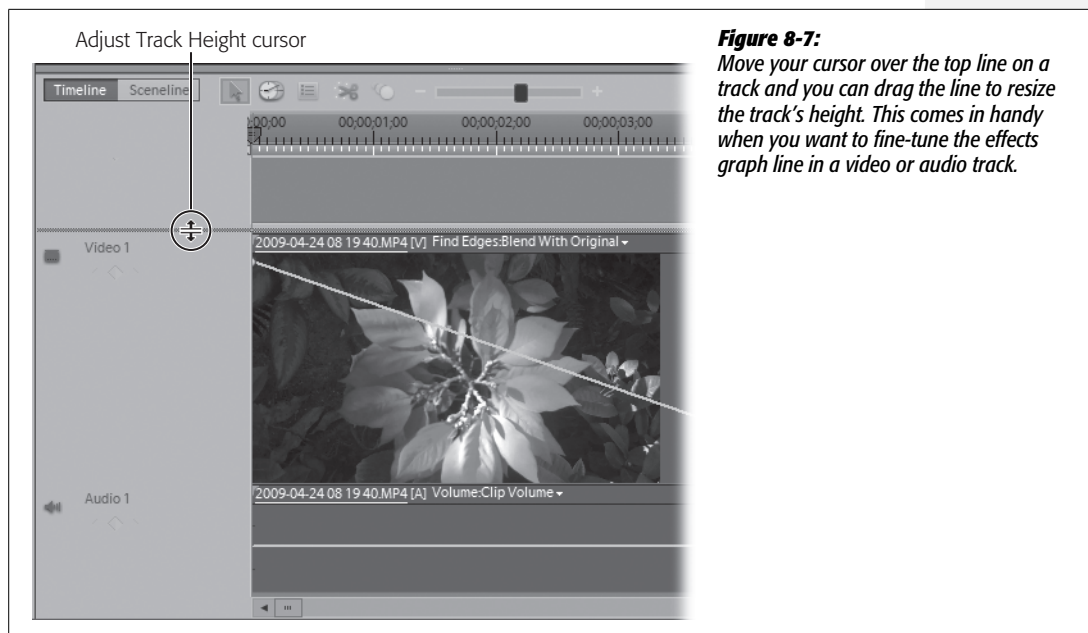 Adjust Track Height cursor
Timeline Sceneline
;00;00 00;00;01;00 00;00;02;00 00;00;03;00
Video 1
2009-04-24 08 19 40.MP4 [V] Find Edges:Blend With Original
Audio 1
2009-04-24 08 19 40.MP4 [A] Volume:Clip Volume
Figure 8-7:
Move your cursor over the top line on a
track and you can drag the line to resize
the track's height. This comes in handy
when you want to fine-tune the effects
graph line in a video or audio track.